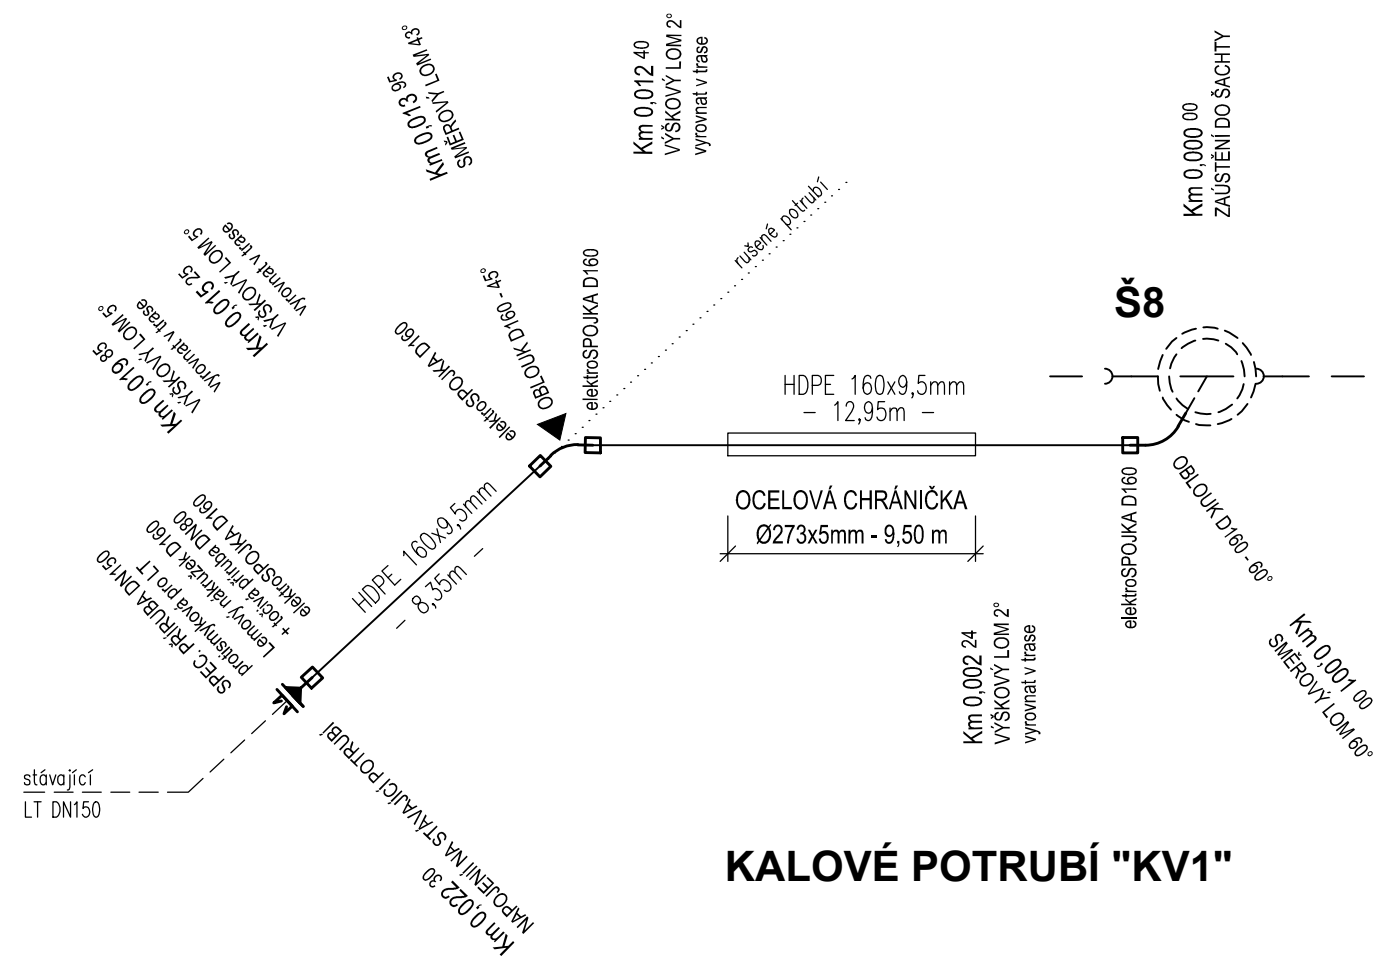 Km 0,013 95
SMĚROVÝ LOM 43°
Km 0,012 40
VÝŠKOVÝ LOM 2°
vyrovnat v trase
Km 0,000 00
ZAÚSTĚNÍ DO ŠACHTY
Km 0,015 25
VÝŠKOVÝ LOM 5°
vyrovnat v trase
Km 0,019 85
VÝŠKOVÝ LOM 5°
vyrovnat v trase
rušené potrubí
elektroSPOJKA D160
OBLOUK D160 - 45°
elektroSPOJKA D160
Š8
HDPE 160x9,5mm
- 12,95m -
OCELOVÁ CHRÁNIČKA
Ø273x5mm - 9,50 m
elektroSPOJKA D160
OBLOUK D160 - 60°
Km 0,001 00
SMĚROVÝ LOM 60°
Km 0,002 24
VÝŠKOVÝ LOM 2°
vyrovnat v trase
HDPE 160x9,5mm
- 8,35m -
SPEC. PŘÍRUBA DN150
protismyková pro LT
Lemový nákružek D160
+ točivá příruba DN80
elektroSPOJKA D160
stávající
LT DN150
Km 0,022 30
NAPOJENÍÍ NA STÁVAJÍCÍ POTRUBÍ
KALOVÉ POTRUBÍ "KV1"